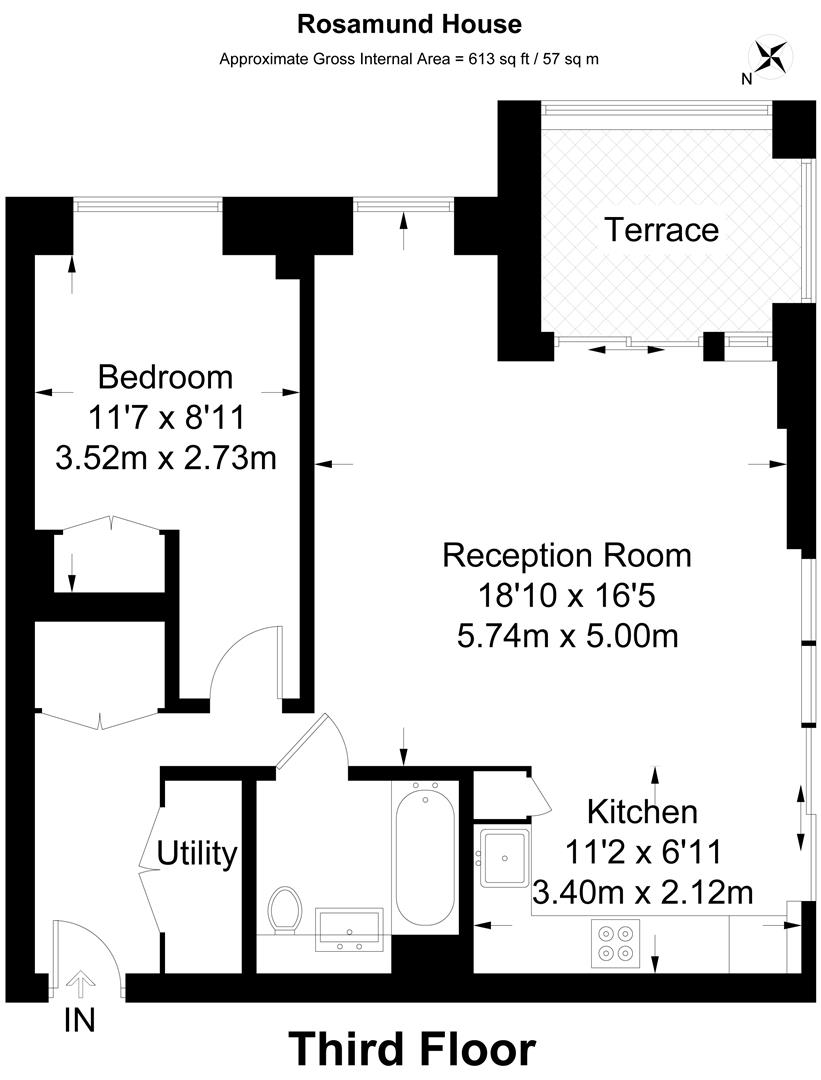 Rosamund House
Approximate Gross Internal Area = 613 sq ft / 57 sq m
N
Terrace
Bedroom
11'7 x 8'11
3.52m x 2.73m
Reception Room
18'10 x 16'5
5.74m x 5.00m
Kitchen
11'2 x 6'11
3.40m x 2.12m
Utility
IN
Third Floor